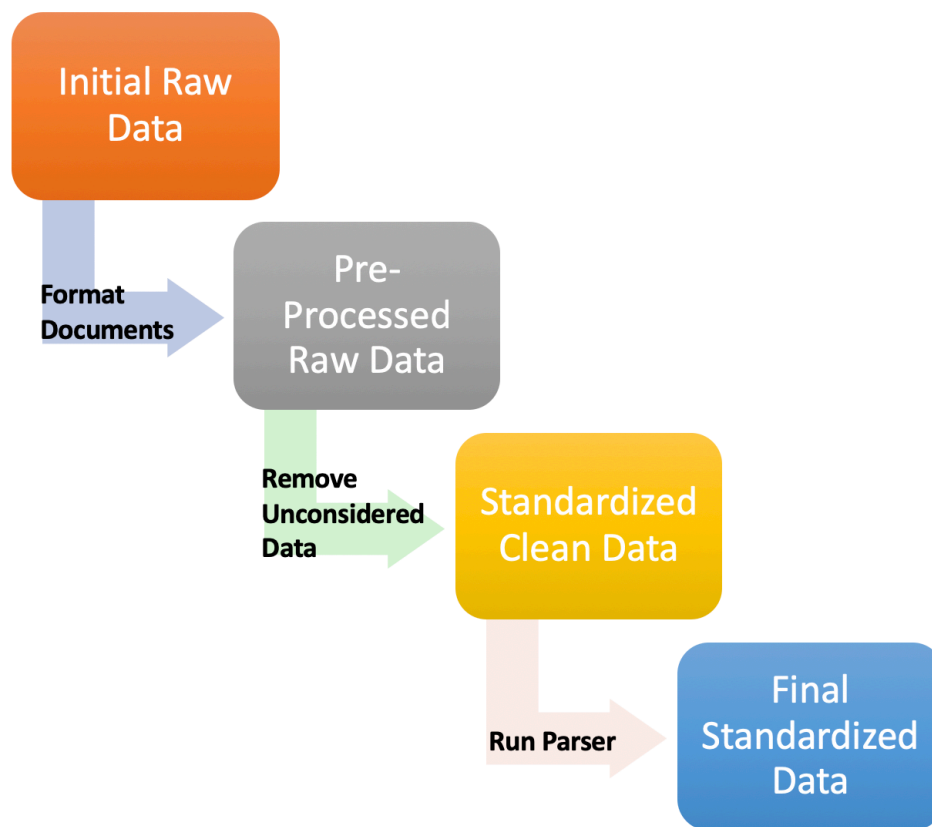 Initial Raw
Data
Format
Documents
Pre-
Processed
Raw Data
Remove
Unconsidered
Data
Standardized
Clean Data
Run Parser
Final
Standardized
Data